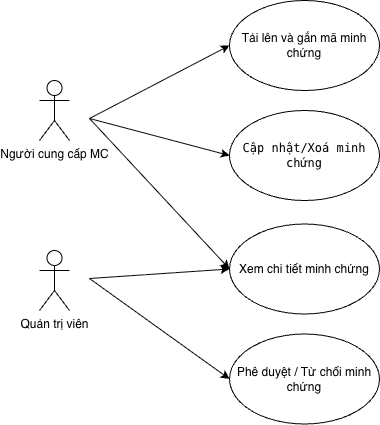 Tải lên và gắn mã minh
chứng
Người cung cấp MC
Cập nhật/Xoá minh
chứng
Xem chi tiết minh chứng
Quản trị viên
Phê duyệt / Từ chối minh
chứng